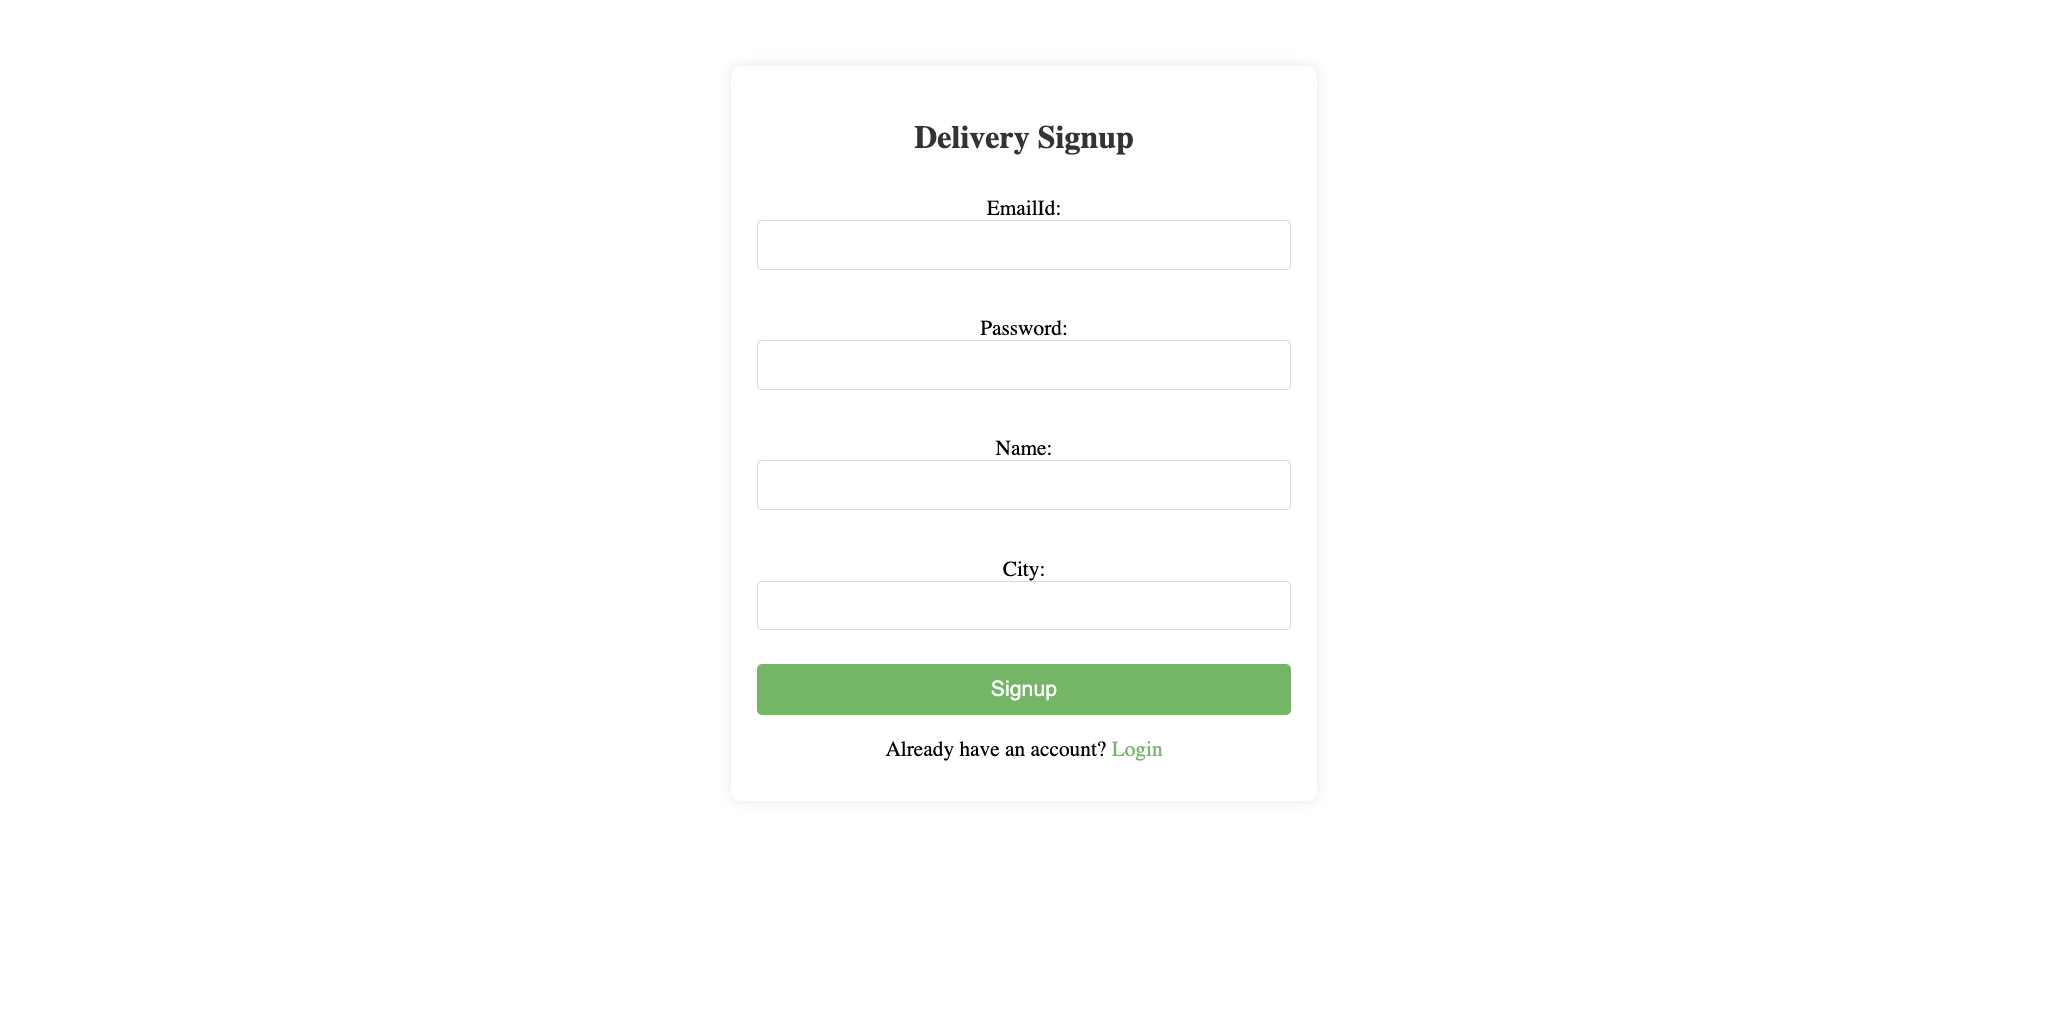 Delivery Signup
EmailId:
Password:
Name:
City:
Signup
Already have an account? Login